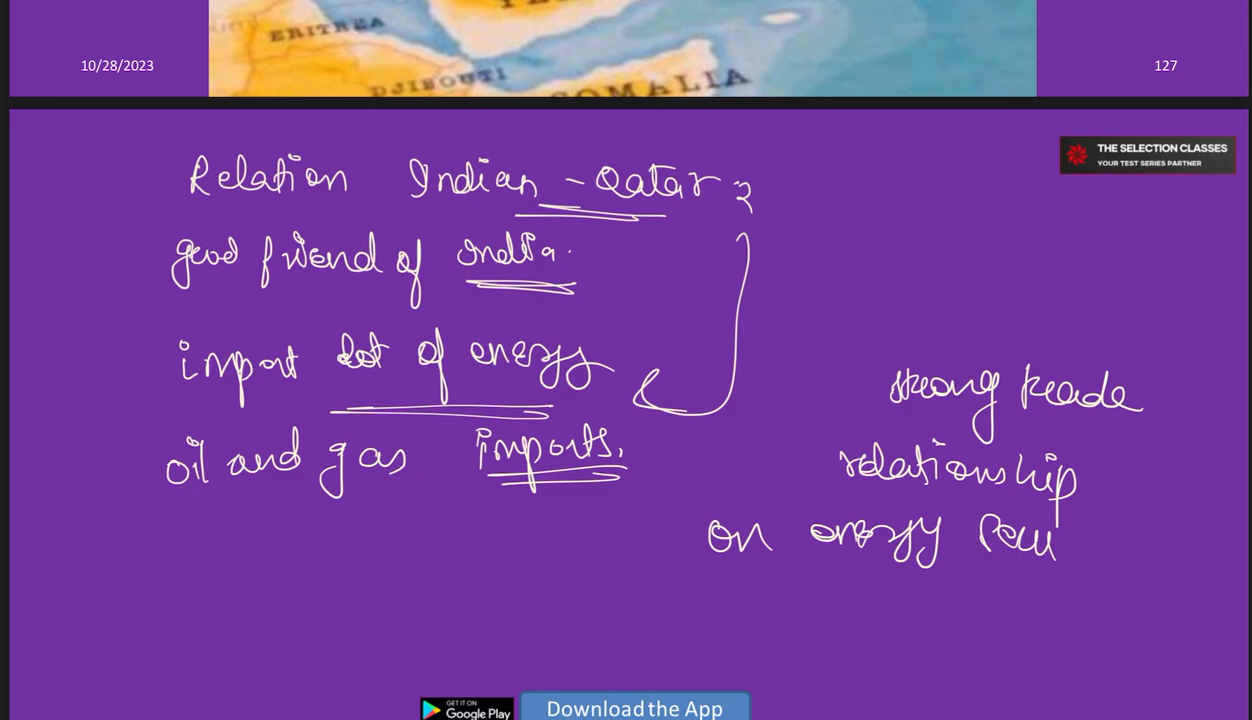 ERITREA
DJIBOUTI
SOMALIA
10/28/2023
127
THE SELECTION CLASSES
YOUR TEST SERIES PARTNER
Relation Indian - Qatar
good friend of India.
import lot of energy
oil and gas imports.
strong trade
relationship
on energy
GET IT ON
Google Play
Download the App